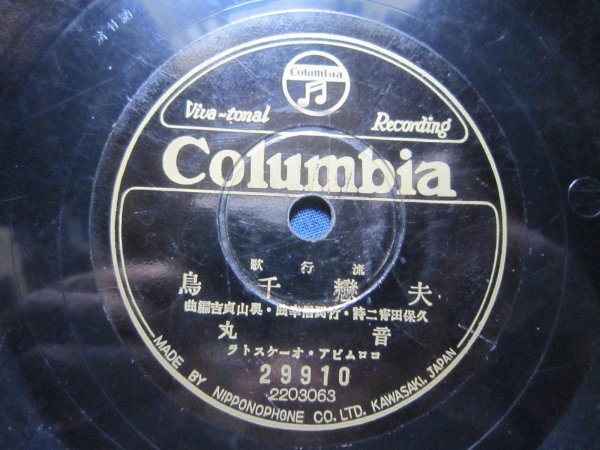 Columbia
Viva-tonal Recording
Columbia
流行歌
夫戀千鳥
久保田宵二詩・竹岡信幸曲・奥山貞吉編曲
音丸
コロムビア・オーケストラ
29910
2203063
MADE BY NIPPONOPHONE CO. LTD. KAWASAKI, JAPAN